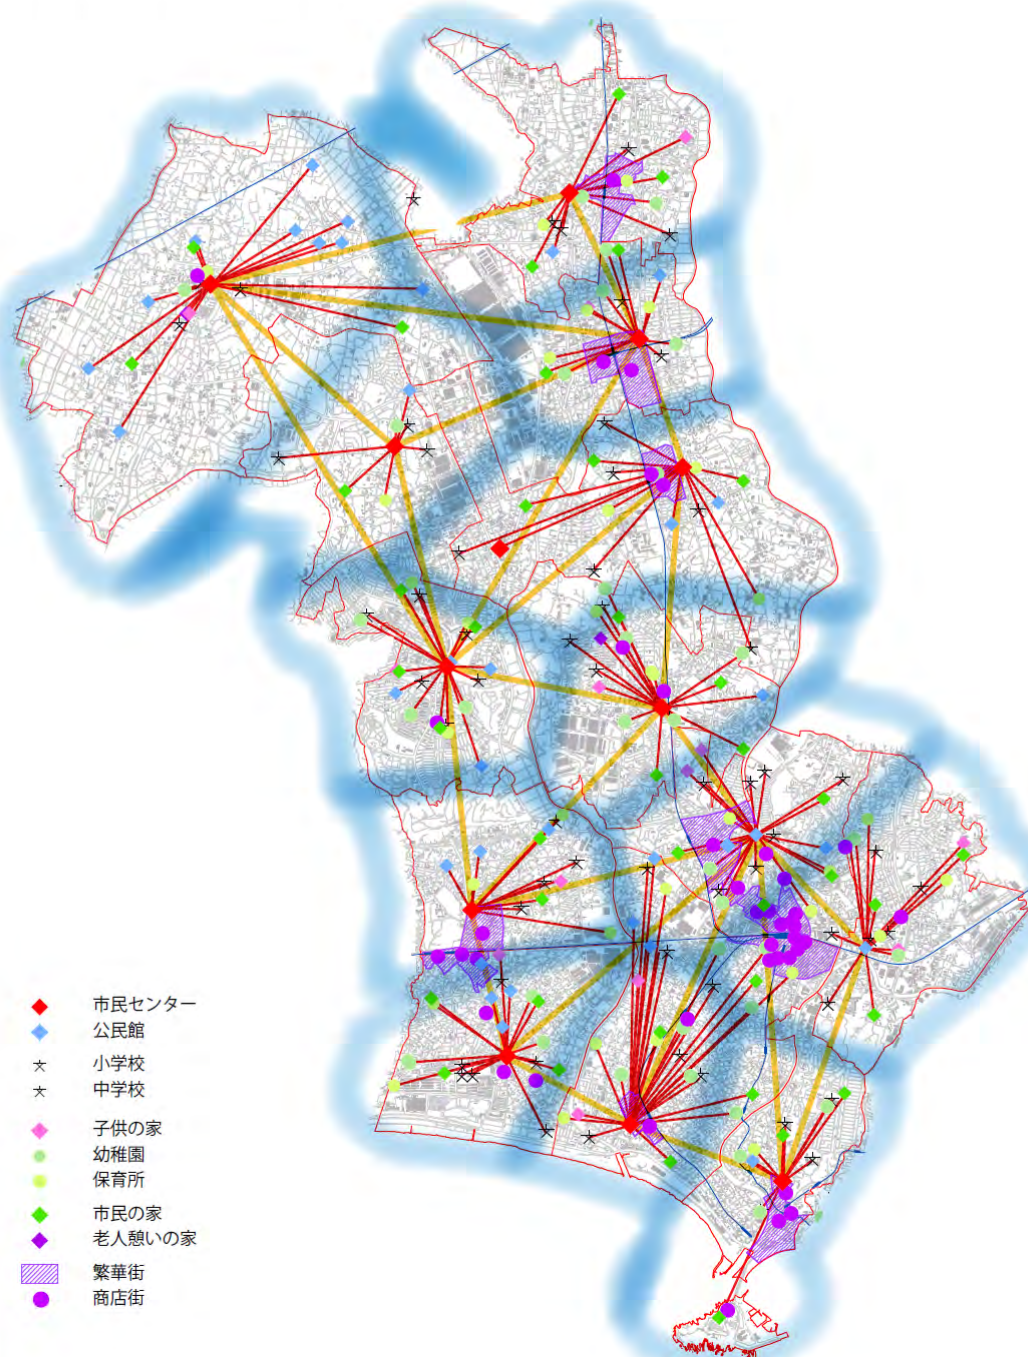 市民センター
公民館
小学校
中学校
子供の家
幼稚園
保育所
市民の家
老人憩いの家
繁華街
商店街